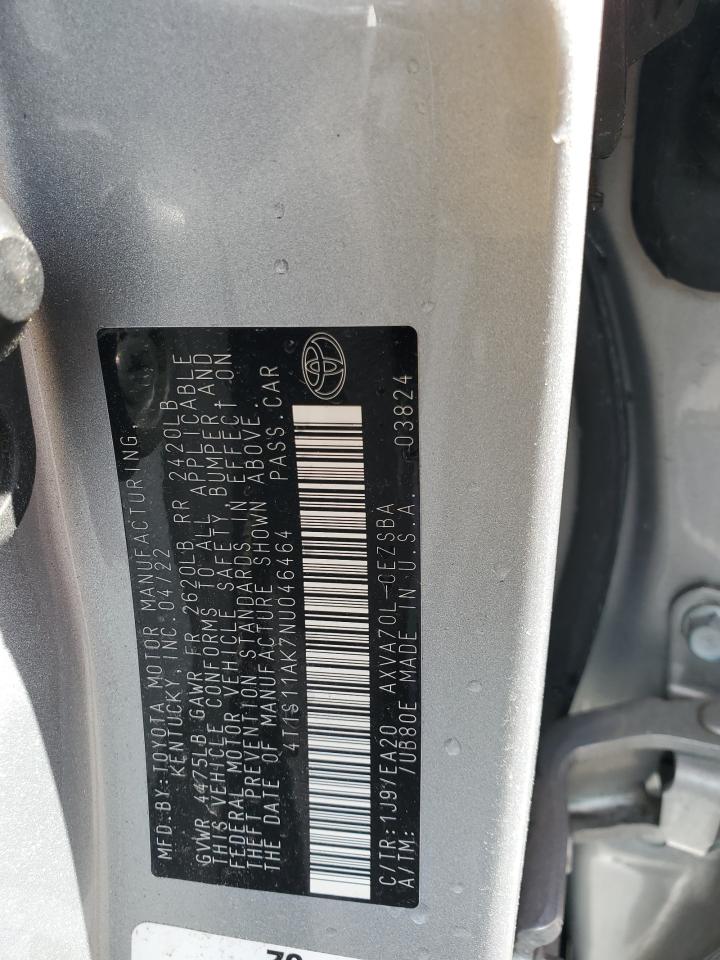 MFD.BY:TOYOTA MOTOR MANUFACTURING,
KENTUCKY, INC.04/22
GVWR 4475LB GAWR FR 2620LB RR 2420LB
THIS VEHICLE CONFORMS TO ALL APPLICABLE
FEDERAL MOTOR VEHICLE SAFETY BUMPER AND
THEFT PREVENTION STANDARDS IN EFFECT ON
THE DATE OF MANUFACTURE SHOWN ABOVE.
4T1S11AK7NU046464 PASS.CAR
C/TR:1J9/EA20 AXVA70L-CEZSBA
A/TM: /UB80E MADE IN U.S.A. 03824